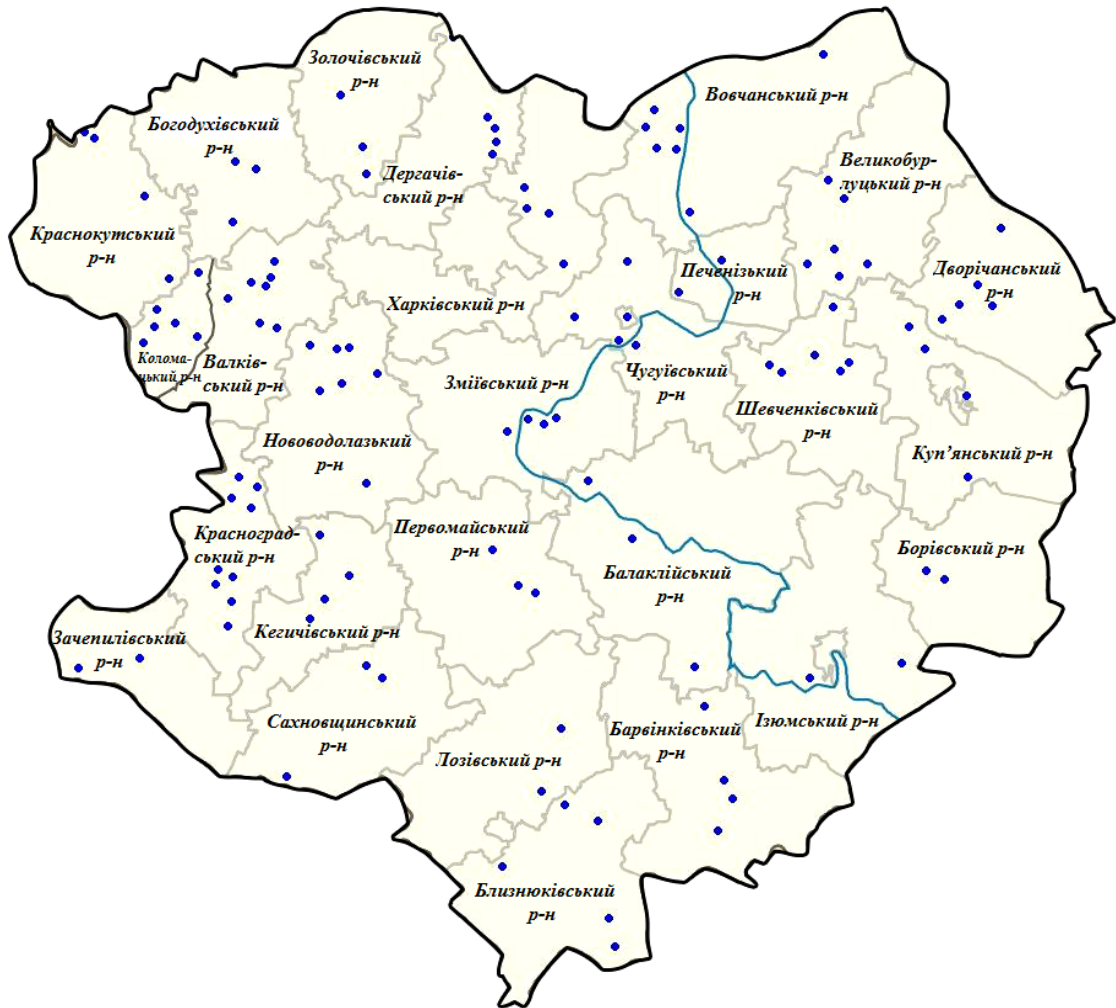 Золочівський
р-н
Вовчанський р-н
Богодухівський
р-н
Великобур-
луцький р-н
Дергачів-
ський р-н
Краснокутський
р-н
Печенізький
р-н
Дворічанський
р-н
Харківський р-н
Колома-
цький р-н
Валків-
ський р-н
Зміївський р-н
Чугуївський
р-н
Шевченківський
р-н
Нововодолазький
р-н
Куп’янський р-н
Красноград-
ський р-н
Первомайський
р-н
Балаклійський
р-н
Борівський р-н
Зачепилівський
р-н
Кегичівський р-н
Сахновщинський
р-н
Барвінківський
р-н
Ізюмський р-н
Лозівський р-н
Близнюківський
р-н